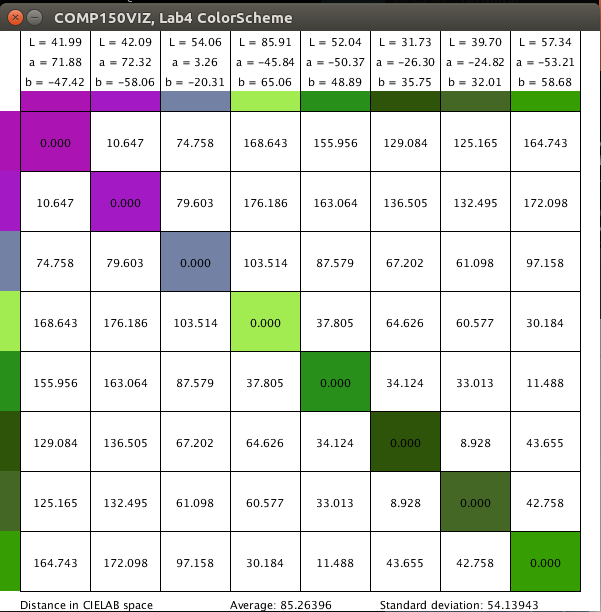 COMP150VIZ, Lab4 ColorScheme
L = 41.99 L = 42.09 L = 54.06 L = 85.91 L = 52.04 L = 31.73 L = 39.70 L = 57.34
a = 71.88 a = 72.32 a = 3.26 a = -45.84 a = -50.37 a = -26.30 a = -24.82 a = -53.21
b = -47.42 b = -58.06 b = -20.31 b = 65.06 b = 48.89 b = 35.75 b = 32.01 b = 58.68
0.000 10.647 74.758 168.643 155.956 129.084 125.165 164.743
10.647 0.000 79.603 176.186 163.064 136.505 132.495 172.098
74.758 79.603 0.000 103.514 87.579 67.202 61.098 97.158
168.643 176.186 103.514 0.000 37.805 64.626 60.577 30.184
155.956 163.064 87.579 37.805 0.000 34.124 33.013 11.488
129.084 136.505 67.202 64.626 34.124 0.000 8.928 43.655
125.165 132.495 61.098 60.577 33.013 8.928 0.000 42.758
164.743 172.098 97.158 30.184 11.488 43.655 42.758 0.000
Distance in CIELAB space Average: 85.26396 Standard deviation: 54.13943